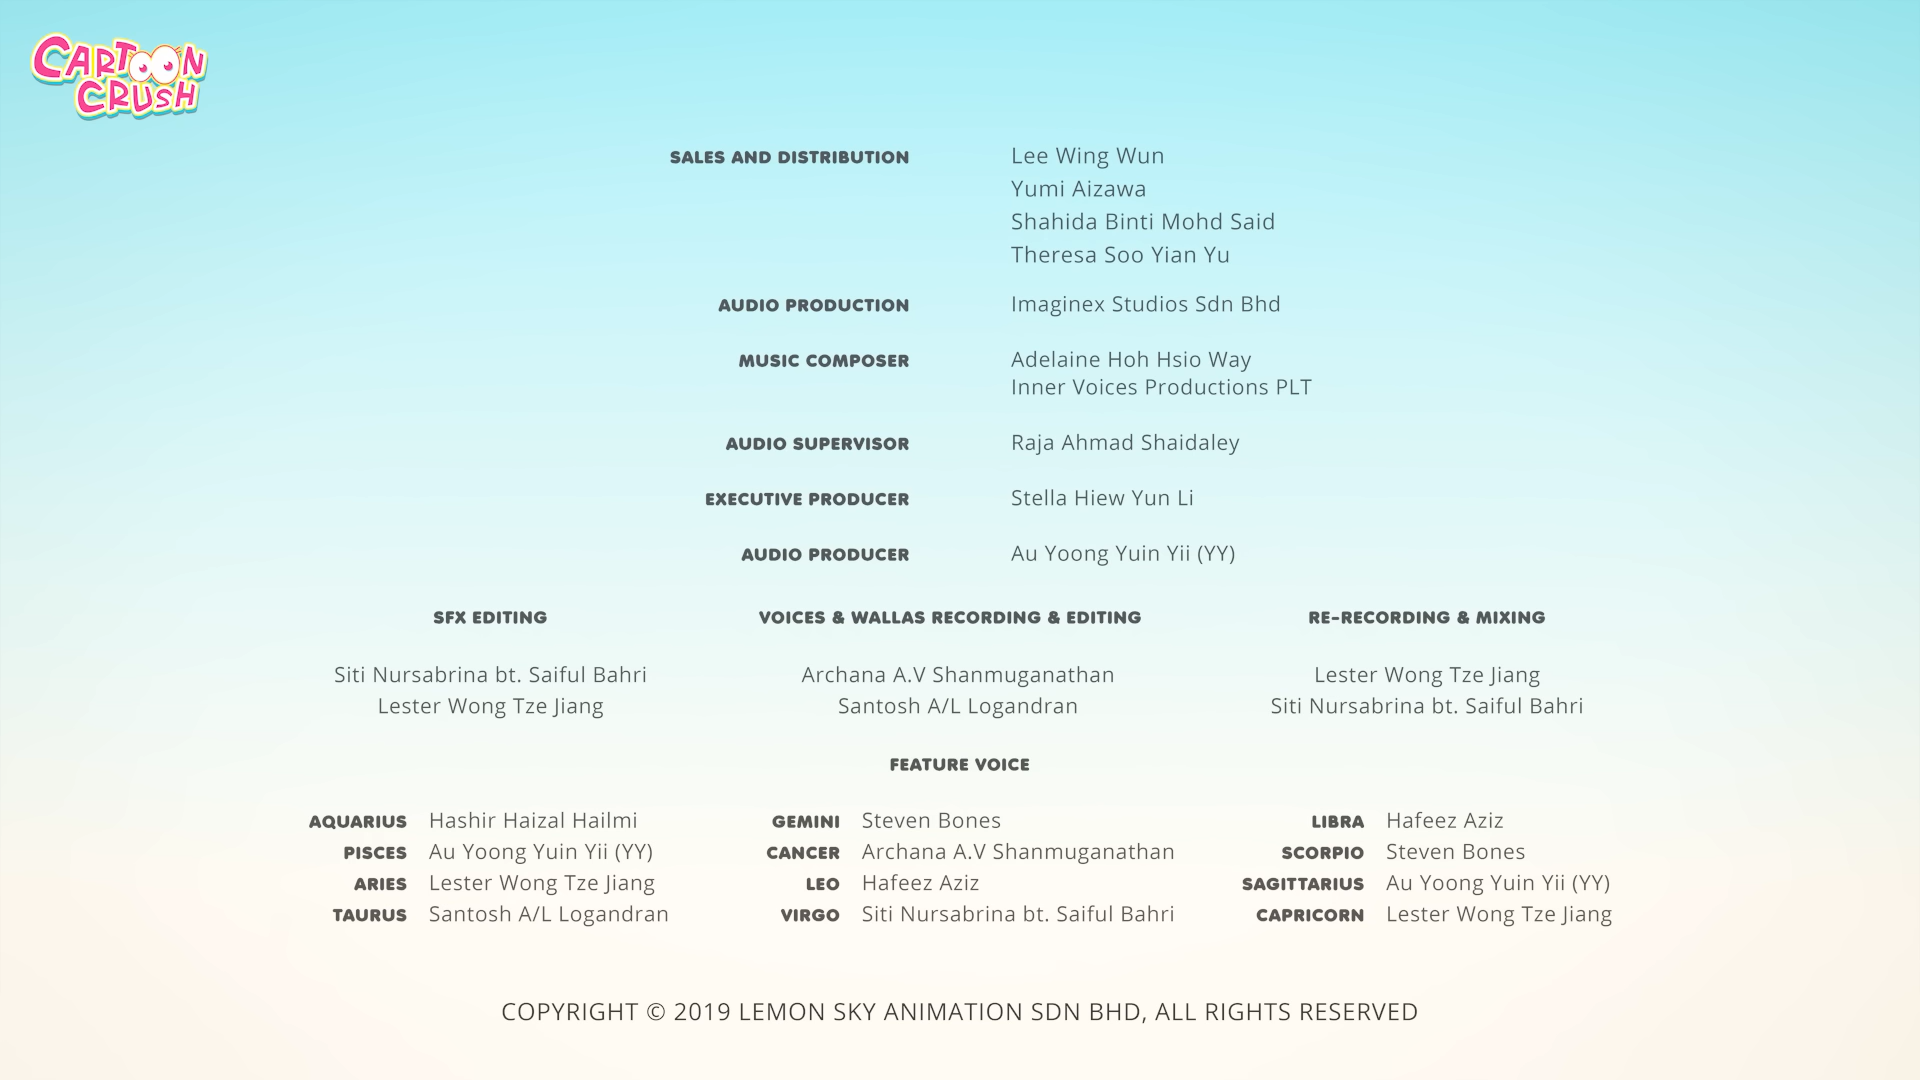 CARTOON
CRUSH
SALES AND DISTRIBUTION Lee Wing Wun
Yumi Aizawa
Shahida Binti Mohd Said
Theresa Soo Yian Yu
AUDIO PRODUCTION Imaginex Studios Sdn Bhd
MUSIC COMPOSER Adelaine Hoh Hsio Way
Inner Voices Productions PLT
AUDIO SUPERVISOR Raja Ahmad Shaidaley
EXECUTIVE PRODUCER Stella Hiew Yun Li
AUDIO PRODUCER Au Yoong Yuin Yii (YY)
SFX EDITING
Siti Nursabrina bt. Saiful Bahri
Lester Wong Tze Jiang
VOICES & WALLAS RECORDING & EDITING
Archana A.V Shanmuganathan
Santosh A/L Logandran
RE-RECORDING & MIXING
Lester Wong Tze Jiang
Siti Nursabrina bt. Saiful Bahri
FEATURE VOICE
AQUARIUS Hashir Haizal Hailmi
PISCES Au Yoong Yuin Yii (YY)
ARIES Lester Wong Tze Jiang
TAURUS Santosh A/L Logandran
GEMINI Steven Bones
CANCER Archana A.V Shanmuganathan
LEO Hafeez Aziz
VIRGO Siti Nursabrina bt. Saiful Bahri
LIBRA Hafeez Aziz
SCORPIO Steven Bones
SAGITTARIUS Au Yoong Yuin Yii (YY)
CAPRICORN Lester Wong Tze Jiang
COPYRIGHT © 2019 LEMON SKY ANIMATION SDN BHD, ALL RIGHTS RESERVED